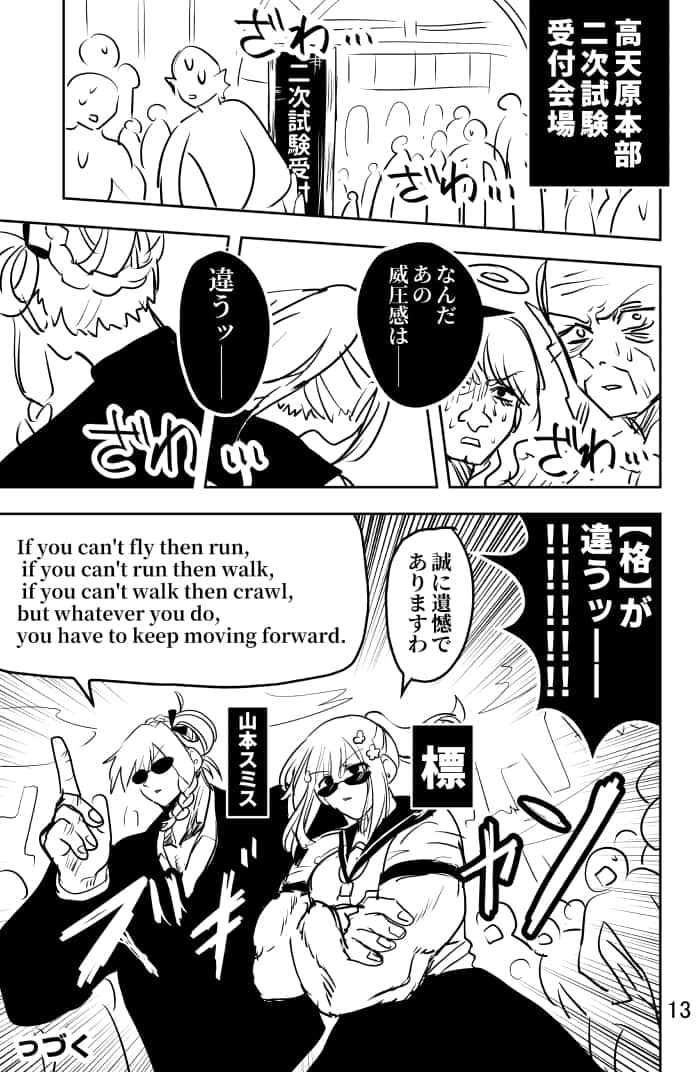 高天原本部
二次試験
受付会場
ざわ…
二次試験受付
ざわ…
なんだ
あの
威圧感は――
ざわ…
違うッ――
ざわ…
【格】が
違うッ――
!!!!!!!!
誠に遺憾で
ありますわ
If you can't fly then run,
if you can't run then walk,
if you can't walk then crawl,
but whatever you do,
you have to keep moving forward.
標
山本スミス
ズギャン
っづく
13